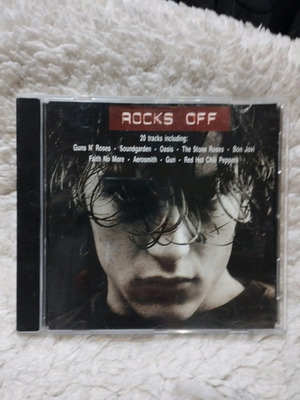 ROCKS OFF
20 tracks including:
Guns N' Roses · Soundgarden · Oasis · The Stone Roses · Bon Jovi
Faith No More · Aerosmith · Gun · Red Hot Chili Peppers